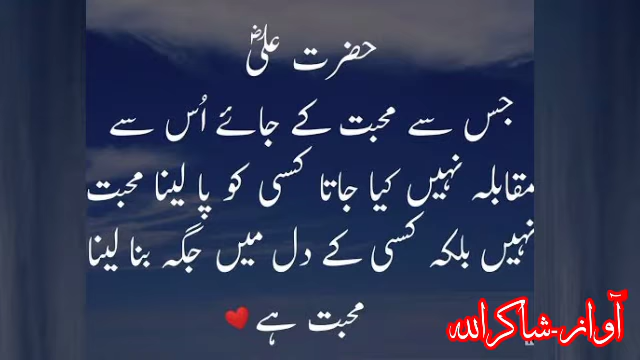 حضرت علیؓ
جس سے محبت کے جائے اُس سے
مقابلہ نہیں کیا جاتا کسی کو پا لینا محبت
نہیں بلکہ کسی کے دل میں جگہ بنا لینا
محبت ہے ❤
آواز-شاکراللہ